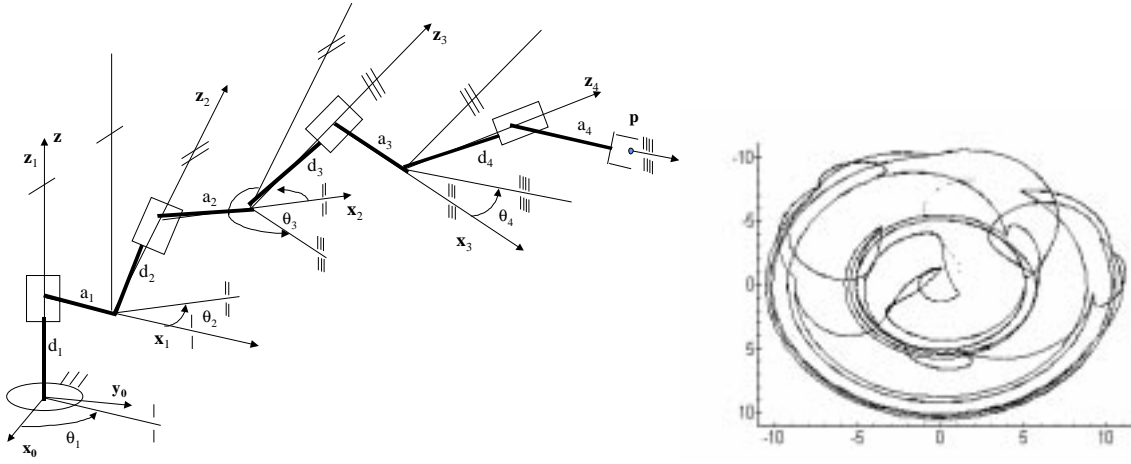 z₃
z₂
z₄
p
z
z₁
a₃
a₄
d₃
d₄
a₂
x₂
θ₃
θ₄
x₃
d₂
a₁
θ₂
x₁
d₁
y₀
x₀
θ₁
-10
-5
0
5
10
-10 -5 0 5 10